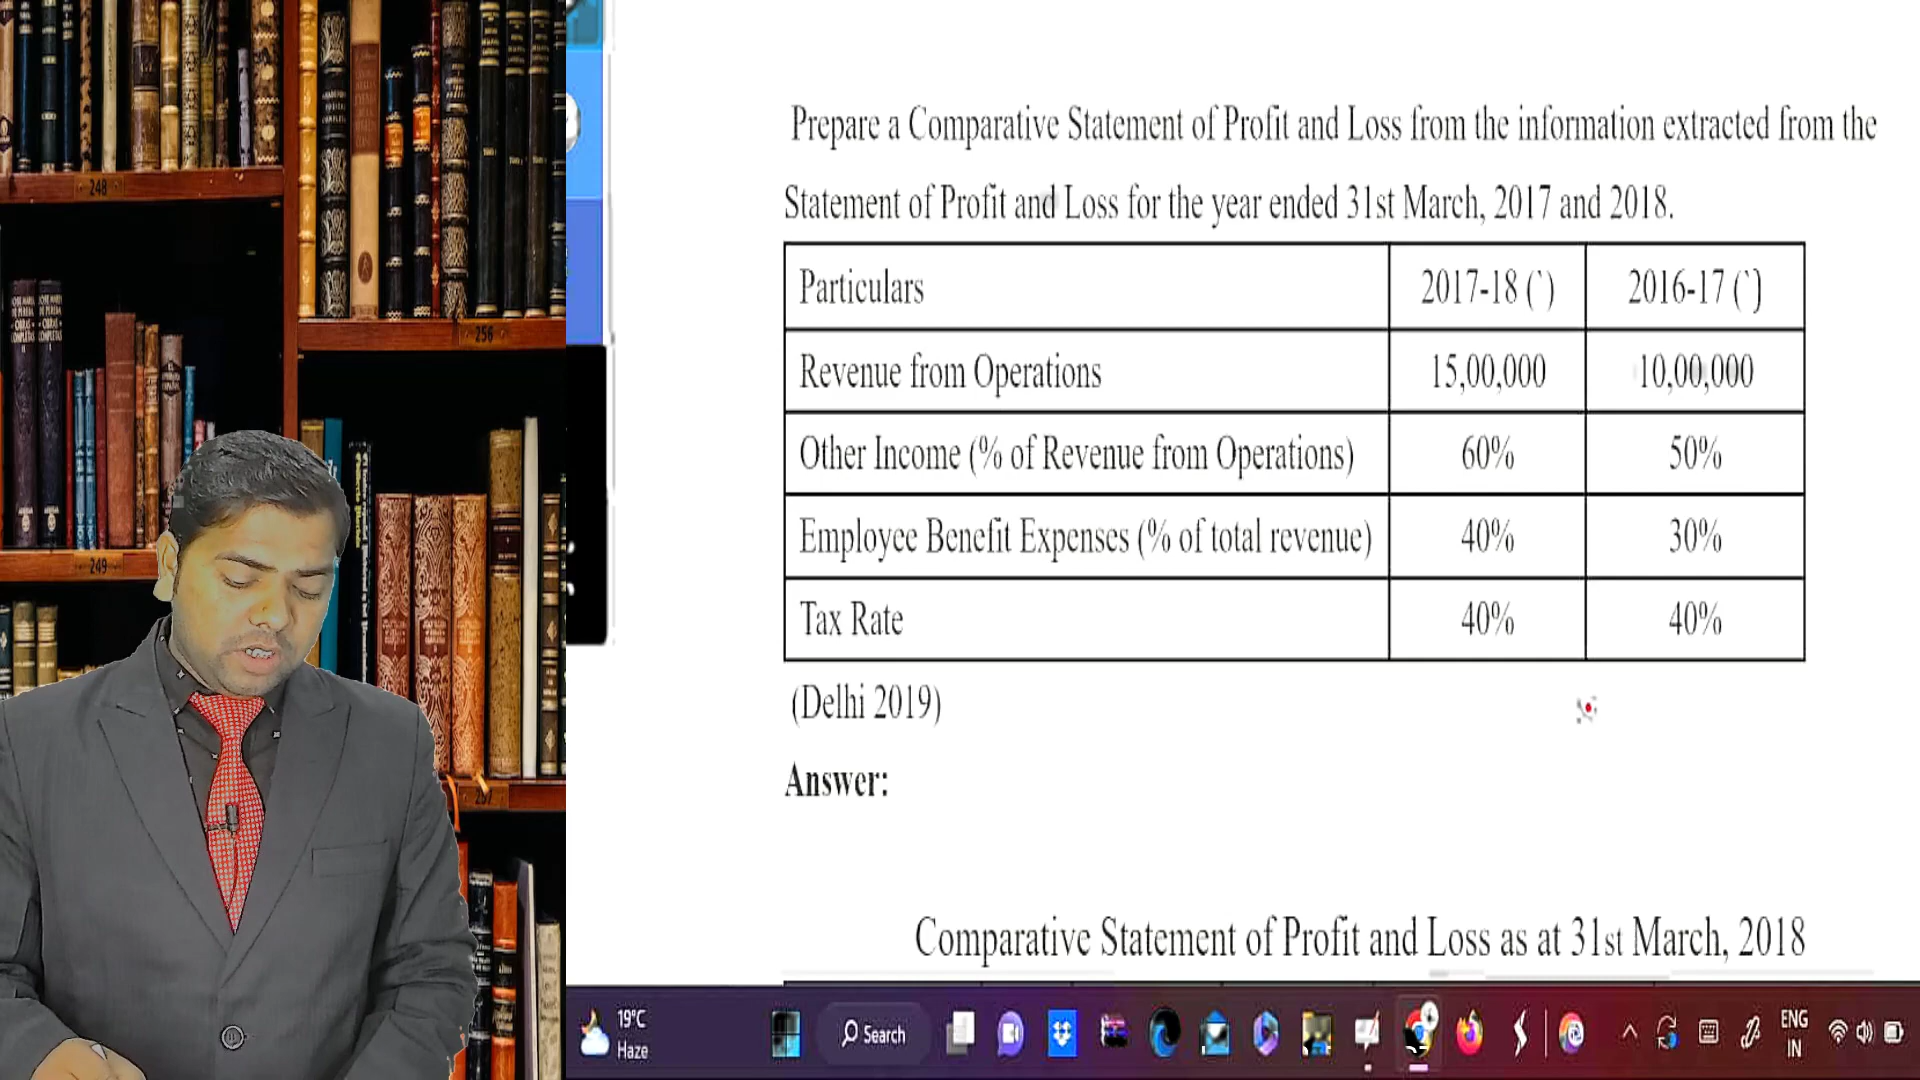 Prepare a Comparative Statement of Profit and Loss from the information extracted from the
Statement of Profit and Loss for the year ended 31st March, 2017 and 2018.
Particulars 2017-18 (`) 2016-17 (`)
Revenue from Operations 15,00,000 10,00,000
Other Income (% of Revenue from Operations) 60% 50%
Employee Benefit Expenses (% of total revenue) 40% 30%
Tax Rate 40% 40%
(Delhi 2019)
Answer:
Comparative Statement of Profit and Loss as at 31st March, 2018
19°C
Haze
Search
ENG
IN
248
256
249
257